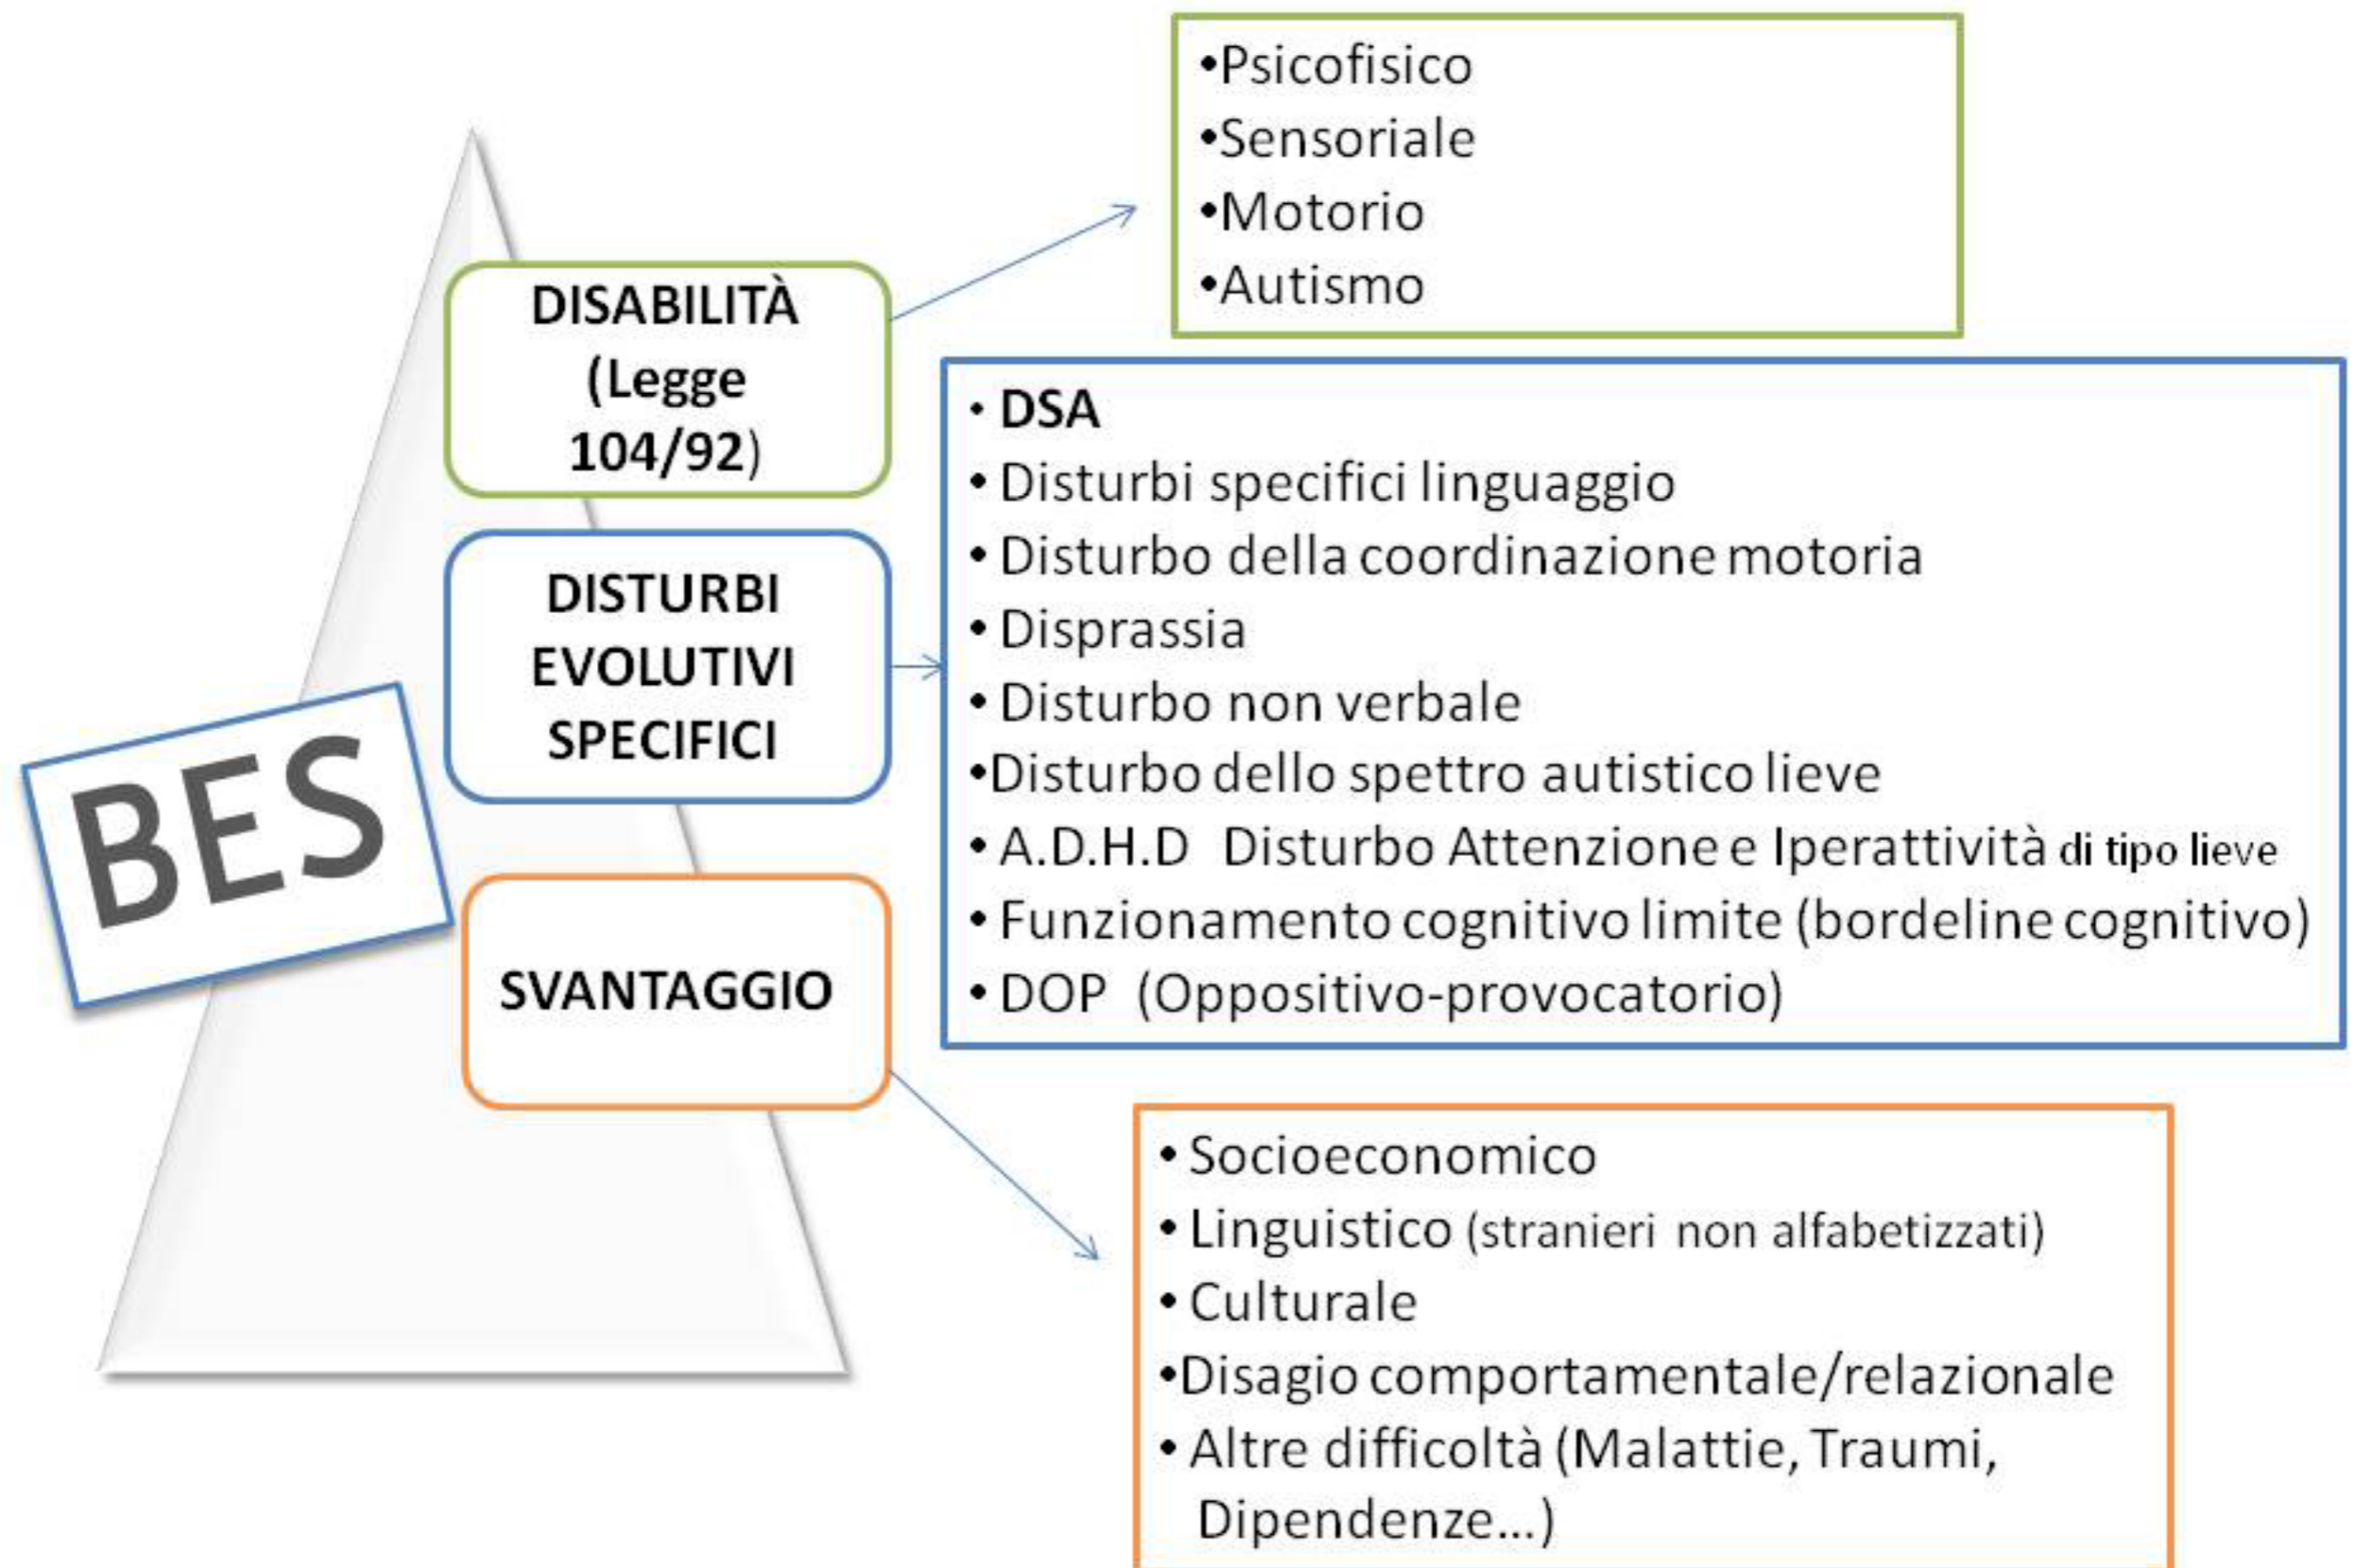 BES
DISABILITÀ
(Legge
104/92)
•Psicofisico
•Sensoriale
•Motorio
•Autismo
DISTURBI
EVOLUTIVI
SPECIFICI
• DSA
• Disturbi specifici linguaggio
• Disturbo della coordinazione motoria
• Disprassia
• Disturbo non verbale
•Disturbo dello spettro autistico lieve
• A.D.H.D Disturbo Attenzione e Iperattività di tipo lieve
• Funzionamento cognitivo limite (bordeline cognitivo)
• DOP (Oppositivo-provocatorio)
SVANTAGGIO
• Socioeconomico
• Linguistico (stranieri non alfabetizzati)
• Culturale
•Disagio comportamentale/relazionale
• Altre difficoltà (Malattie, Traumi,
Dipendenze...)